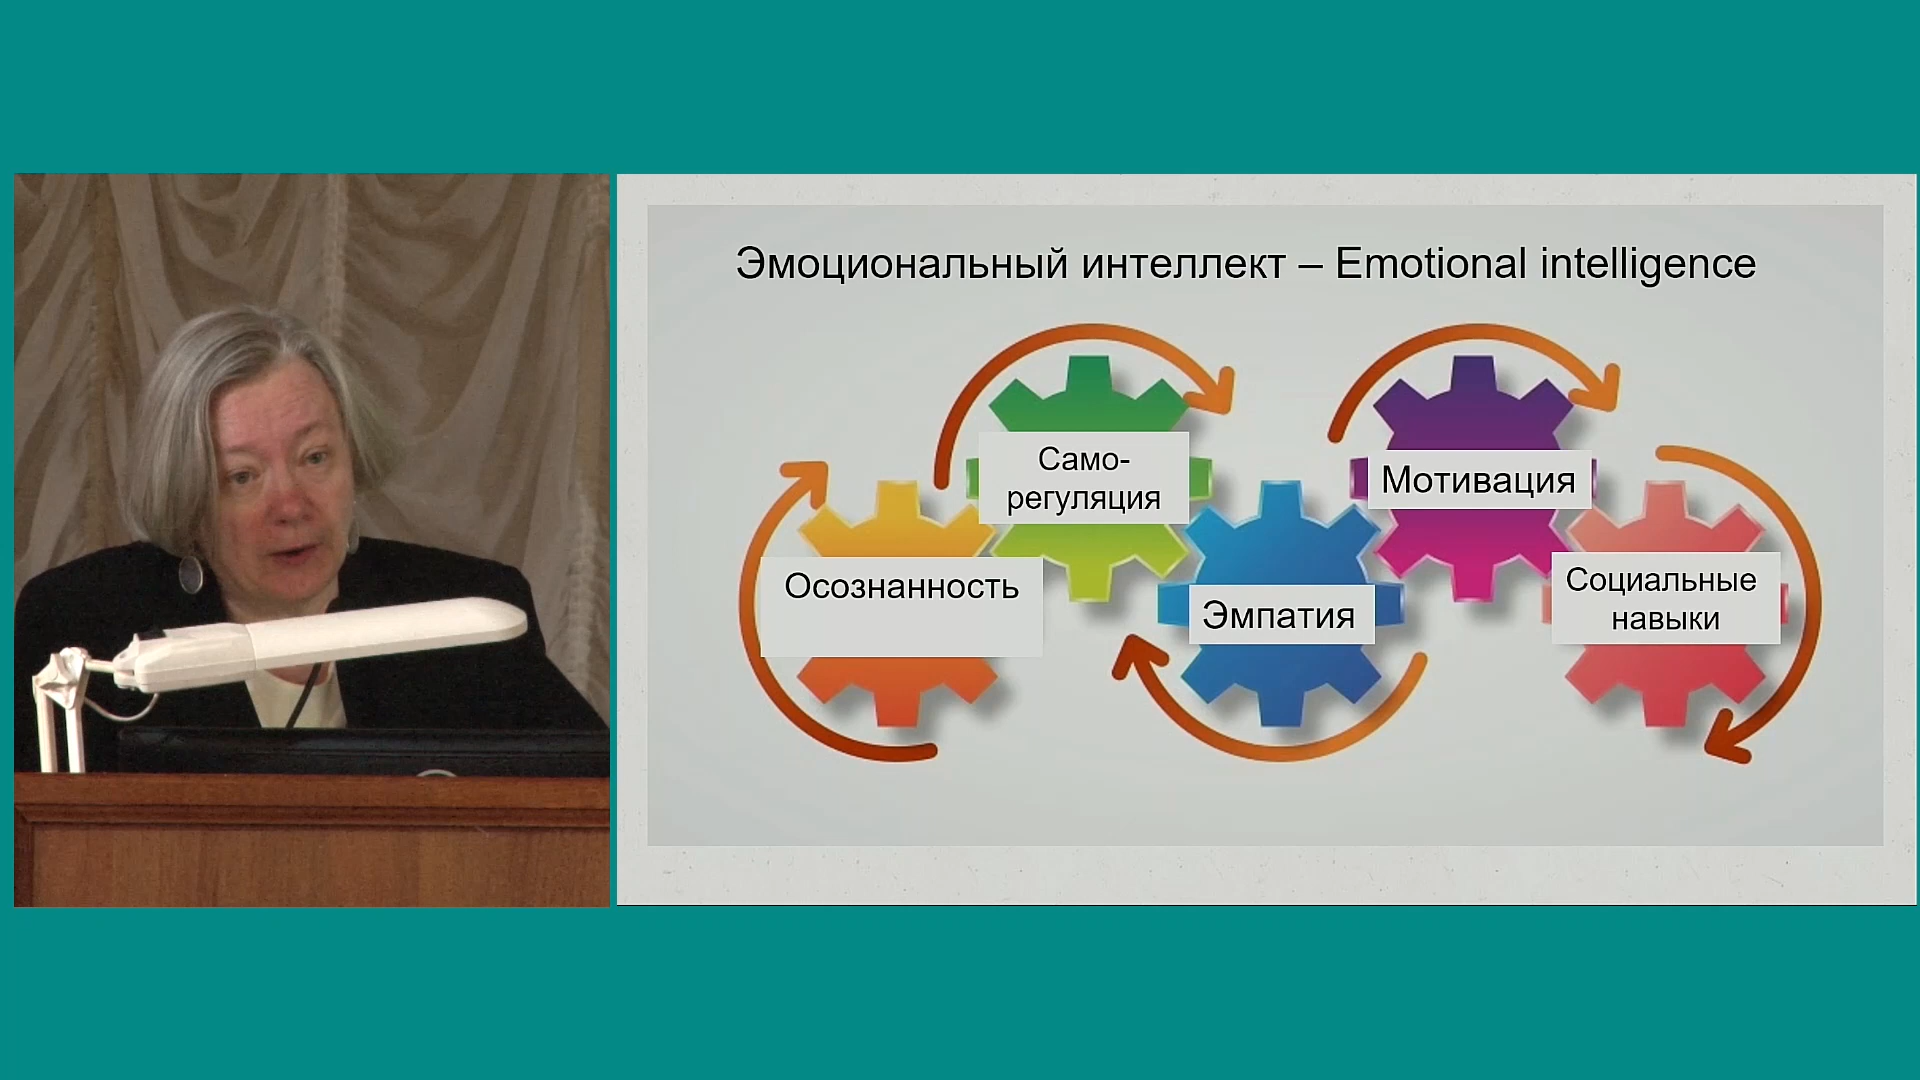 Эмоциональный интеллект – Emotional intelligence
Само-
регуляция
Мотивация
Осознанность
Эмпатия
Социальные
навыки